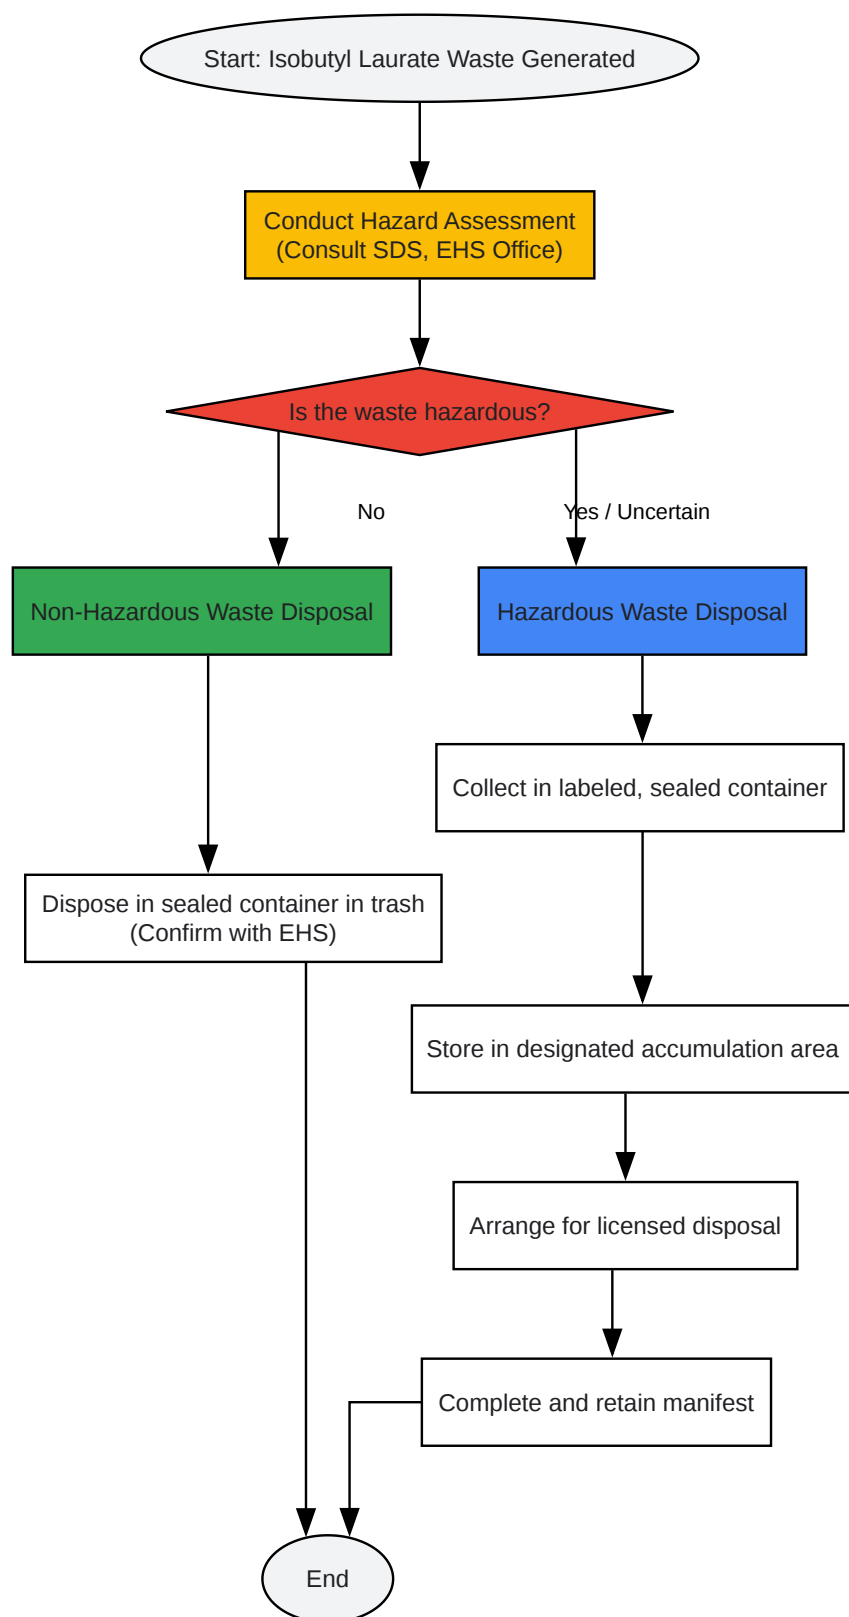 Start: Isobutyl Laurate Waste Generated
Conduct Hazard Assessment
(Consult SDS, EHS Office)
Is the waste hazardous?
No
Yes / Uncertain
Non-Hazardous Waste Disposal
Hazardous Waste Disposal
Collect in labeled, sealed container
Dispose in sealed container in trash
(Confirm with EHS)
Store in designated accumulation area
Arrange for licensed disposal
Complete and retain manifest
End